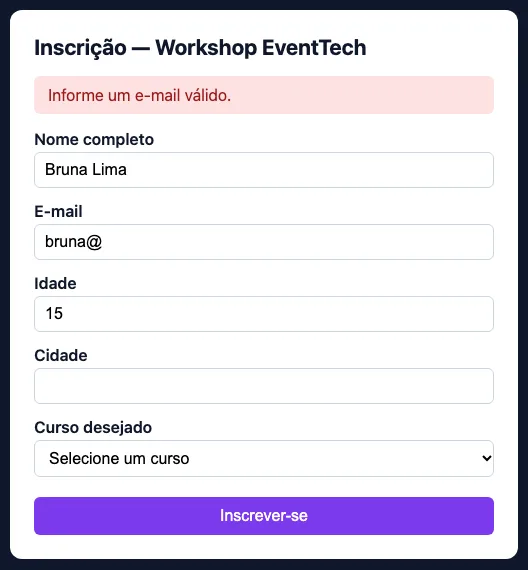 Inscrição — Workshop EventTech
Informe um e-mail válido.
Nome completo
Bruna Lima
E-mail
bruna@
Idade
15
Cidade
Curso desejado
Selecione um curso
Inscrever-se